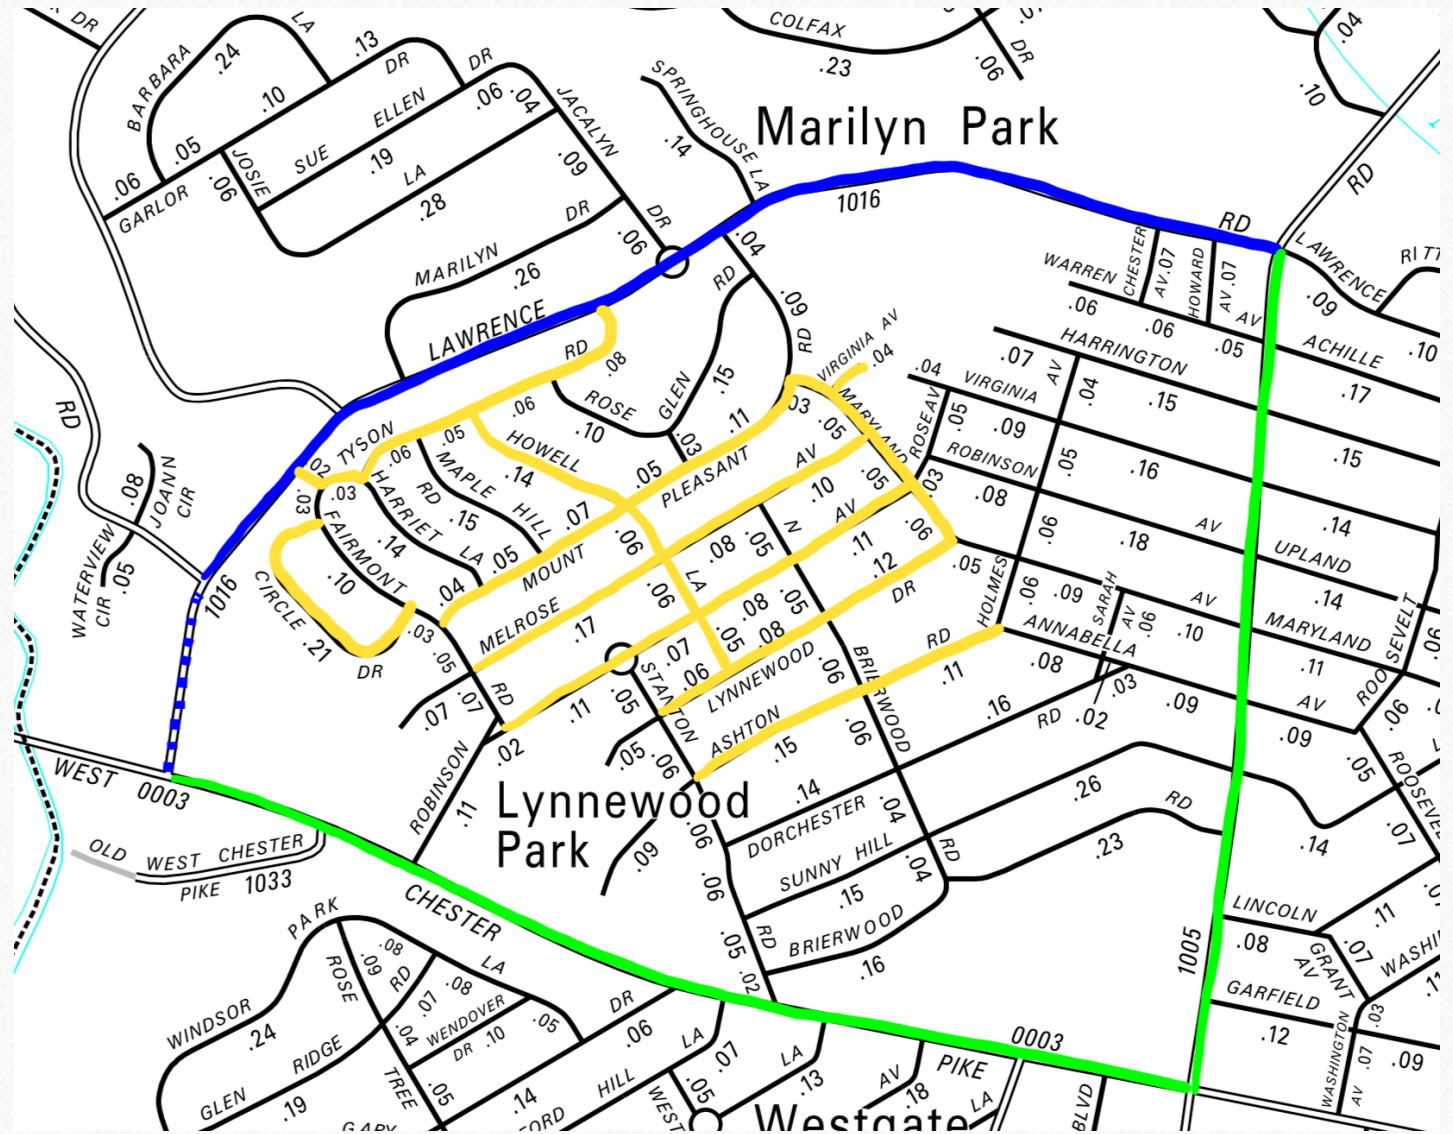 DR
BARBARA
.24
LA
.13
DR
DR
.10
.05
.06
GARLOR
JOSIE
.06
SUE
ELLEN
.06
.04
.19
LA
.28
JACALYN
.09
DR
.06
DR
MARILYN
.26
SPRINGHOUSE LA
.14
COLFAX
.23
DR
.06
.04
.10
Marilyn Park
1016
RD
RD
LAWRENCE
RITT
.09
ACHILLE
.10
.17
LAWRENCE
RD
.08
.04
RD
.09
RD
ROSE
.10
GLEN
.15
.11
.03
VIRGINIA AV
.04
MARYLAND
.03
.05
WARREN
.06
CHESTER
AV
.07
HOWARD
AV
.07
.06
AV
.05
HARRINGTON
.07
AV
.04
.15
.04
VIRGINIA
ROSE AV
.05
.09
.05
ROBINSON
.16
.15
.03
.08
.06
.18
AV
UPLAND
.14
.14
MARYLAND
.11
ROOSEVELT
.06
RD
.08
JOANN
CIR
WATERVIEW
CIR
.05
1016
.02
TYSON
.06
.05
.06
.03
.03
HOWELL
.14
MAPLE
HILL
RD
.15
HARRIET
LA
.14
FAIRMONT
.10
CIRCLE
.21
DR
.03
.05
.04
.05
.07
.05
MOUNT
PLEASANT
AV
.06
MELROSE
.17
.06
.08
LA
.05
N
.10
AV
.05
.06
.11
.12
DR
.05
.08
.05
.08
.07
.06
LYNNEWOOD
.06
STANTON
.05
.11
.07
.07
RD
.02
ROBINSON
.11
.05
.06
ASHTON
.15
.06
BRIERWOOD
RD
.11
HOLMES
.06
.09
SARAH
AV
.06
AV
.10
ANNABELLA
.08
.03
.02
RD
.16
.09
AV
.09
.06
.05
ROOSEVEL
.07
WEST
0003
OLD
WEST CHESTER
PIKE
1033
Lynnewood
Park
.09
.06
.14
DORCHESTER
.04
SUNNY HILL
.04
RD
.15
.06
BRIERWOOD
.16
.05
RD
.02
.26
RD
.23
.14
CHESTER
1005
LINCOLN
.08
GRANT
AV
.07
.11
WASHI
GARFIELD
.12
.03
WASHINGTON
AV
.07
.09
PARK
ROSE
.09
.08
RD
LA
.08
.07
WENDOVER
DR
.10
.05
DR
.06
WINDSOR
.24
RIDGE
GLEN
.19
.04
TREE
.05
.14
HILL
LA
.07
.05
WEST
LA
.13
AV
.18
LA
0003
PIKE
BLVD
Westgate